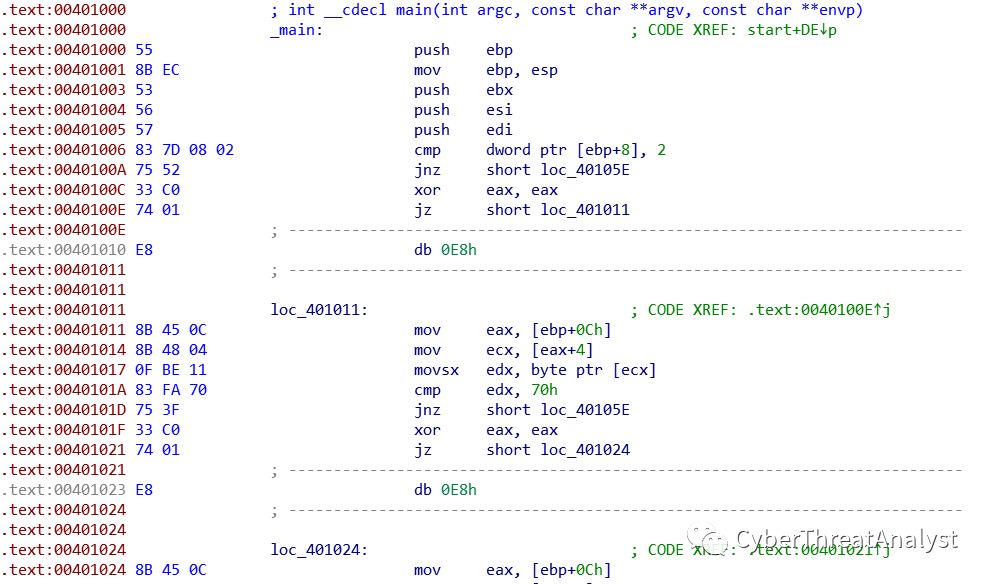 .text:00401000 ; int __cdecl main(int argc, const char **argv, const char **envp)
.text:00401000 _main: ; CODE XREF: start+DE↓p
.text:00401000 55 push ebp
.text:00401001 8B EC mov ebp, esp
.text:00401003 53 push ebx
.text:00401004 56 push esi
.text:00401005 57 push edi
.text:00401006 83 7D 08 02 cmp dword ptr [ebp+8], 2
.text:0040100A 75 52 jnz short loc_40105E
.text:0040100C 33 C0 xor eax, eax
.text:0040100E 74 01 jz short loc_401011
.text:0040100E ; ---------------------------------------------------------------------------
.text:00401010 E8 db 0E8h
.text:00401011 ; ---------------------------------------------------------------------------
.text:00401011
.text:00401011 loc_401011: ; CODE XREF: .text:0040100E↑j
.text:00401011 8B 45 0C mov eax, [ebp+0Ch]
.text:00401014 8B 48 04 mov ecx, [eax+4]
.text:00401017 0F BE 11 movsx edx, byte ptr [ecx]
.text:0040101A 83 FA 70 cmp edx, 70h
.text:0040101D 75 3F jnz short loc_40105E
.text:0040101F 33 C0 xor eax, eax
.text:00401021 74 01 jz short loc_401024
.text:00401021 ; ---------------------------------------------------------------------------
.text:00401023 E8 db 0E8h
.text:00401024 ; ---------------------------------------------------------------------------
.text:00401024
.text:00401024 loc_401024: ; CODE XREF: .text:00401021↑j
CyberThreatAnalyst
.text:00401024 8B 45 0C mov eax, [ebp+0Ch]